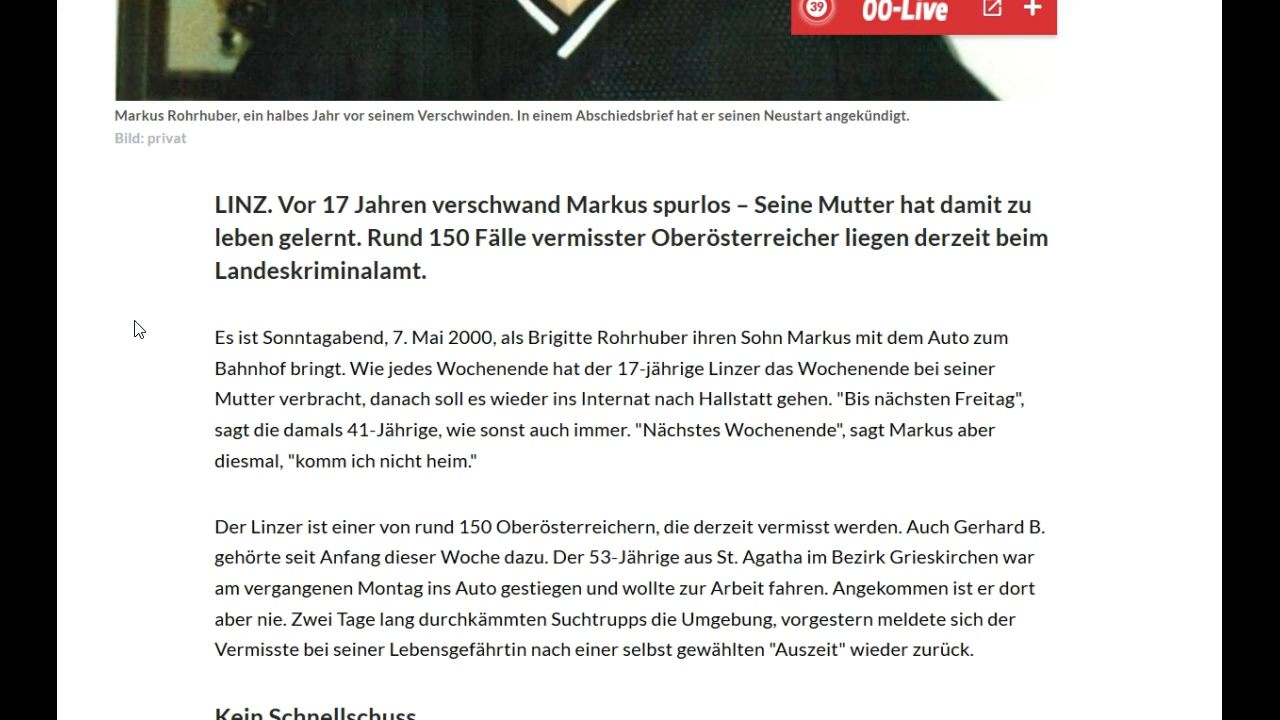 39 OÖ-Live
Markus Rohrhuber, ein halbes Jahr vor seinem Verschwinden. In einem Abschiedsbrief hat er seinen Neustart angekündigt.
Bild: privat
LINZ. Vor 17 Jahren verschwand Markus spurlos – Seine Mutter hat damit zu
leben gelernt. Rund 150 Fälle vermisster Oberösterreicher liegen derzeit beim
Landeskriminalamt.
Es ist Sonntagabend, 7. Mai 2000, als Brigitte Rohrhuber ihren Sohn Markus mit dem Auto zum
Bahnhof bringt. Wie jedes Wochenende hat der 17-jährige Linzer das Wochenende bei seiner
Mutter verbracht, danach soll es wieder ins Internat nach Hallstatt gehen. "Bis nächsten Freitag",
sagt die damals 41-Jährige, wie sonst auch immer. "Nächstes Wochenende", sagt Markus aber
diesmal, "komm ich nicht heim."
Der Linzer ist einer von rund 150 Oberösterreichern, die derzeit vermisst werden. Auch Gerhard B.
gehörte seit Anfang dieser Woche dazu. Der 53-Jährige aus St. Agatha im Bezirk Grieskirchen war
am vergangenen Montag ins Auto gestiegen und wollte zur Arbeit fahren. Angekommen ist er dort
aber nie. Zwei Tage lang durchkämmten Suchtrupps die Umgebung, vorgestern meldete sich der
Vermisste bei seiner Lebensgefährtin nach einer selbst gewählten "Auszeit" wieder zurück.
Kein Schnellschuss